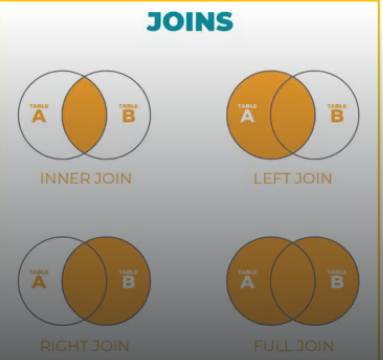 JOINS
TABLE
A
TABLE
B
INNER JOIN
TABLE
A
TABLE
B
LEFT JOIN
TABLE
A
TABLE
B
RIGHT JOIN
TABLE
A
TABLE
B
FULL JOIN